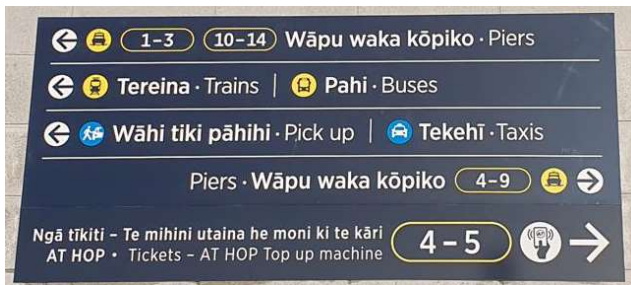 1-3 10-14 Wāpu waka kōpiko · Piers
Tereina · Trains | Pahi · Buses
Wāhi tiki pāhihi · Pick up | Tekehī · Taxis
Piers · Wāpu waka kōpiko 4-9
Ngā tīkiti – Te mihini utaina he moni ki te kāri
AT HOP • Tickets – AT HOP Top up machine
4-5